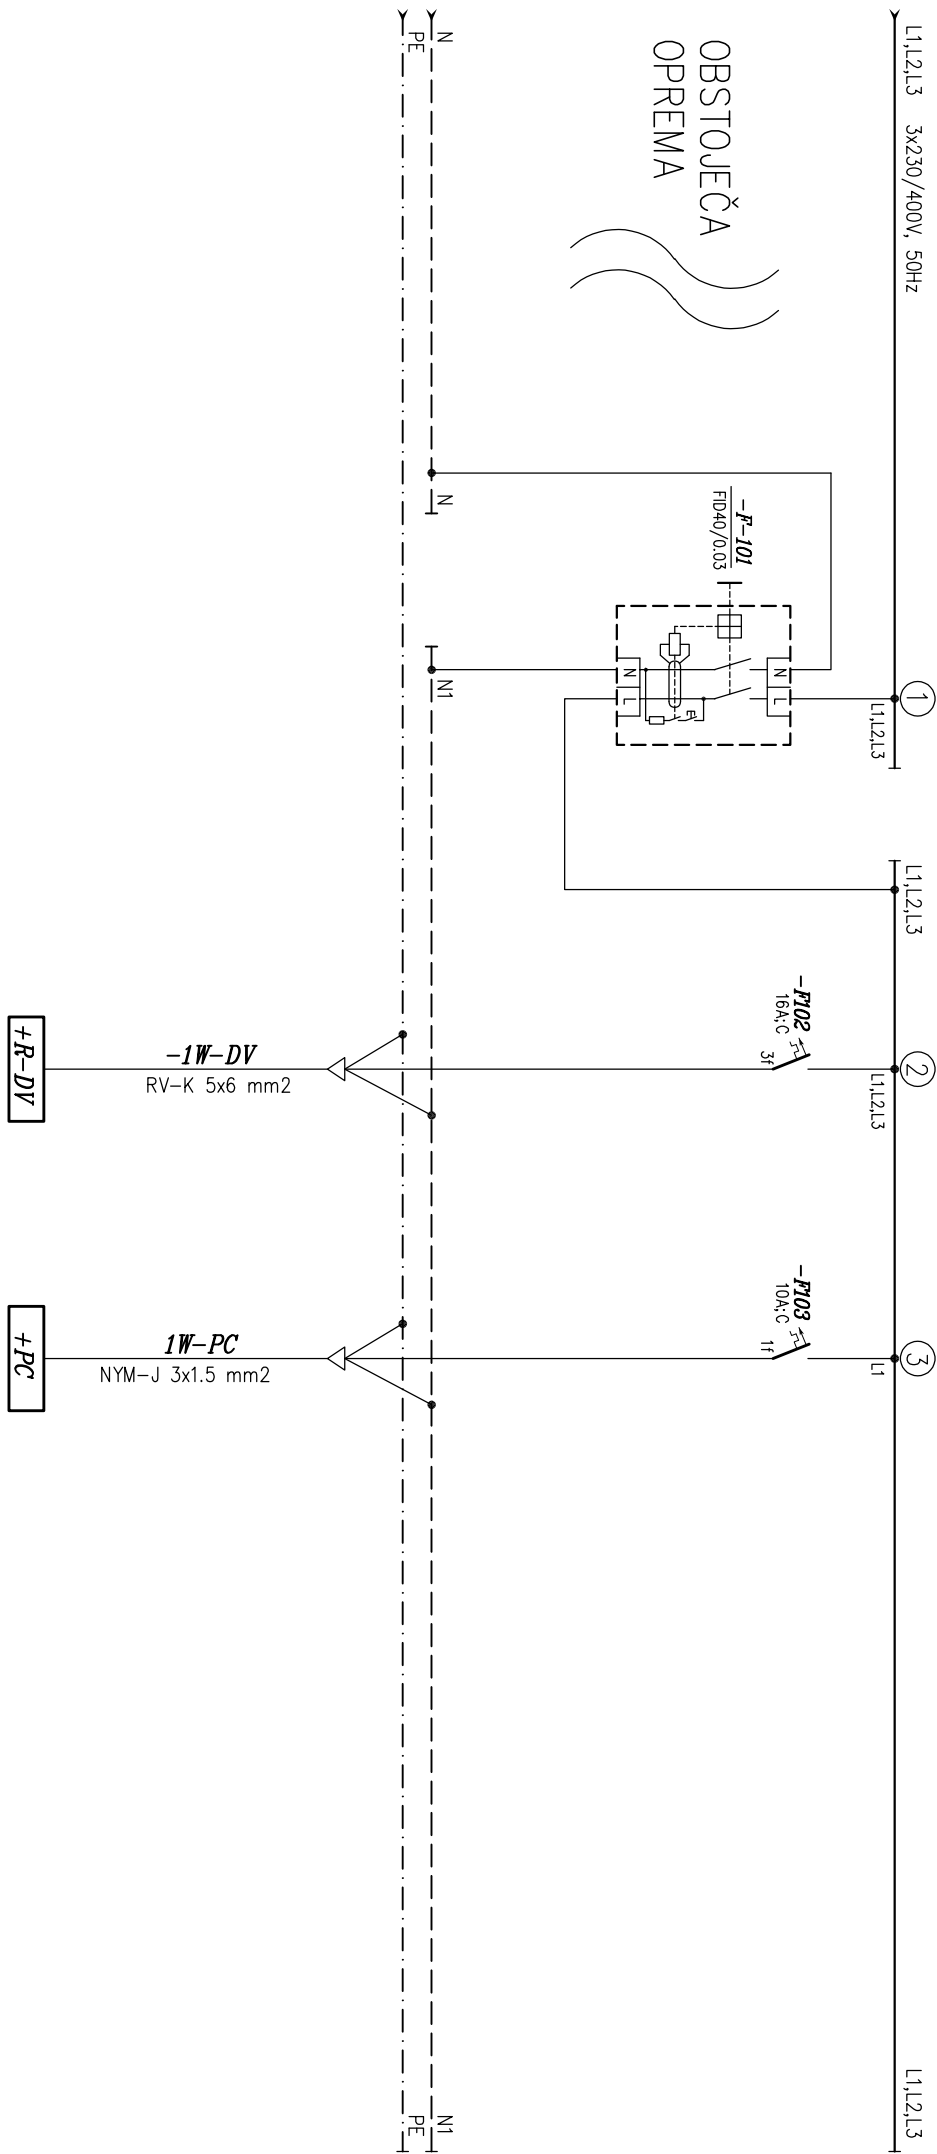 L1,L2,L3 3x230/400V, 50Hz
OBSTOJEČA
OPREMA
N
PE
1
L1,L2,L3
-F-101
FID40/0.03
N L
N L
N
N1
L1,L2,L3
2
L1,L2,L3
-F102
16A;C
3f
-1W-DV
RV-K 5x6 mm2
+R-DV
3
L1
-F103
10A;C
1f
1W-PC
NYM-J 3x1.5 mm2
+PC
L1,L2,L3
N1
PE